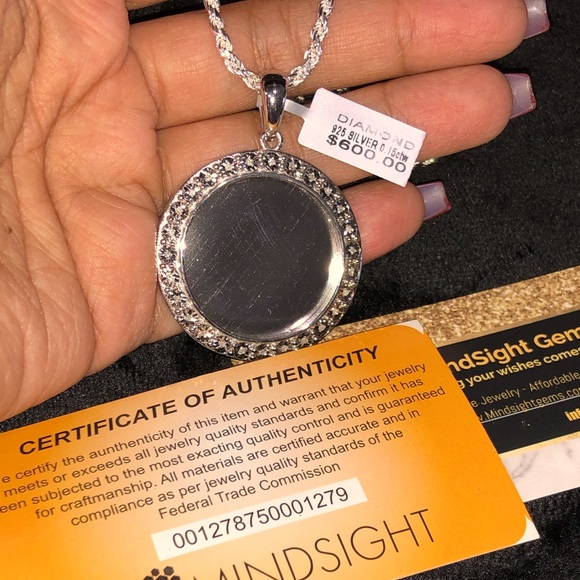 DIAMOND
925 SILVER 0.15ctw
$600.00
CERTIFICATE OF AUTHENTICITY
e certify the aunthenticity of this item and warrant that your jewelry
meets or exceeds all jewelry quality standards and confirm it has
een subjected to the most exacting quality control and is guaranteed
for craftmanship. All materials are certified accurate and in
compliance as per jewelry quality standards of the
Federal Trade Commission
001278750001279
MINDSIGHT
ndSight Gem
g your wishes come
e Jewelry - Affordable
.Mindsightgems.com